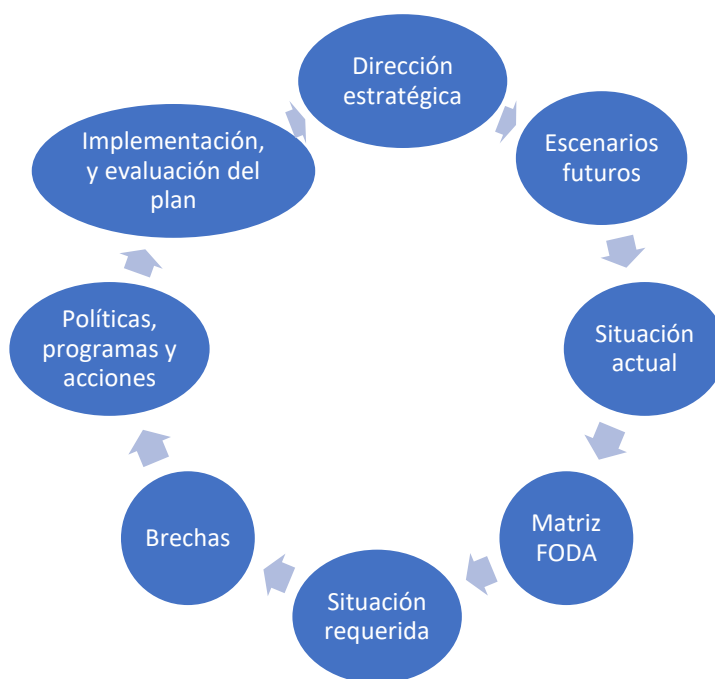 Dirección
estratégica
Escenarios
futuros
Situación
actual
Matriz
FODA
Situación
requerida
Brechas
Políticas,
programas y
acciones
Implementación,
y evaluación del
plan